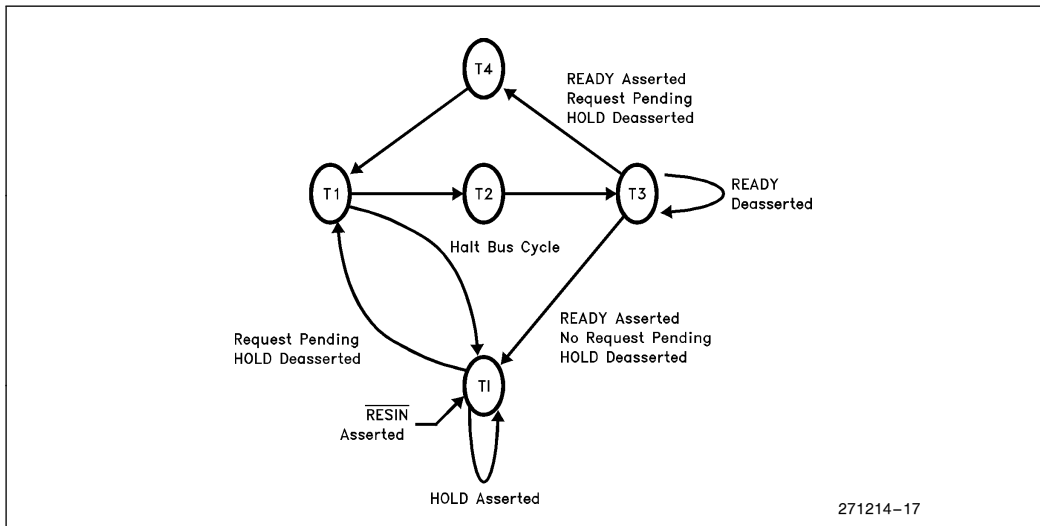 T4
READY Asserted
Request Pending
HOLD Deasserted
T1
T2
T3
READY
Deasserted
Halt Bus Cycle
Request Pending
HOLD Deasserted
READY Asserted
No Request Pending
HOLD Deasserted
TI
RESIN
Asserted
HOLD Asserted
271214-17